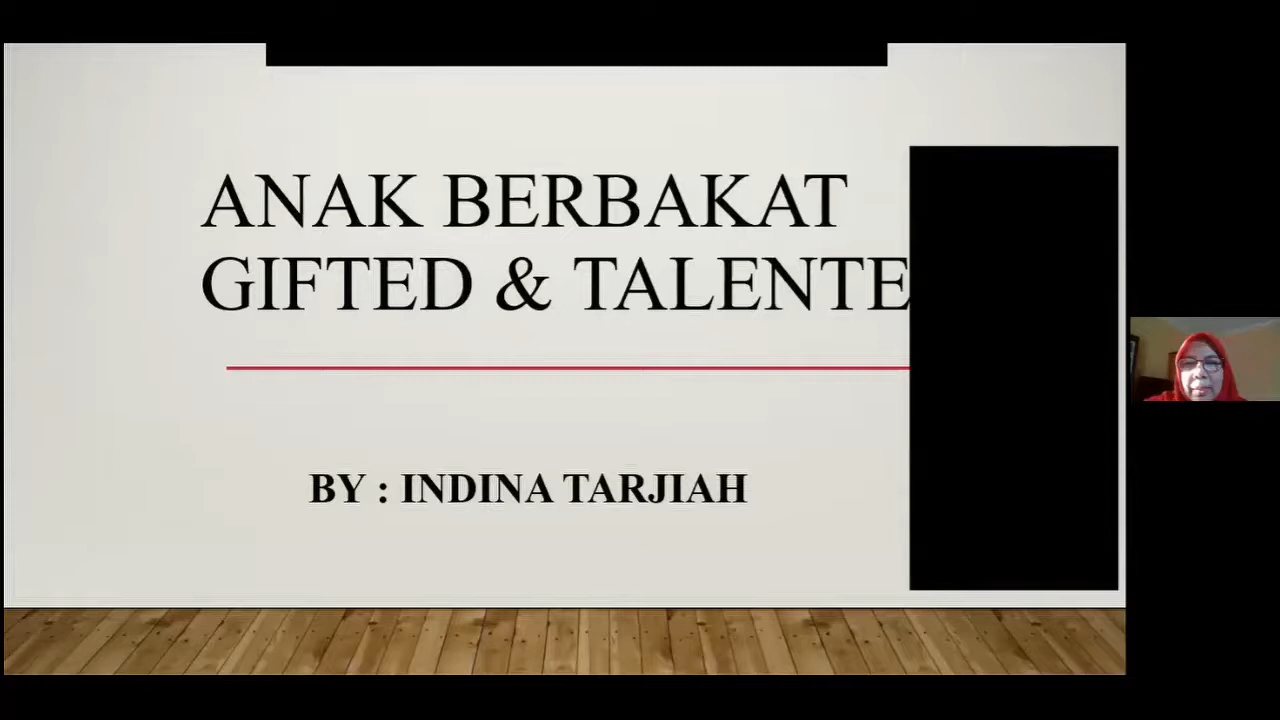 ANAK BERBAKAT
GIFTED & TALENTE
BY : INDINA TARJIAH